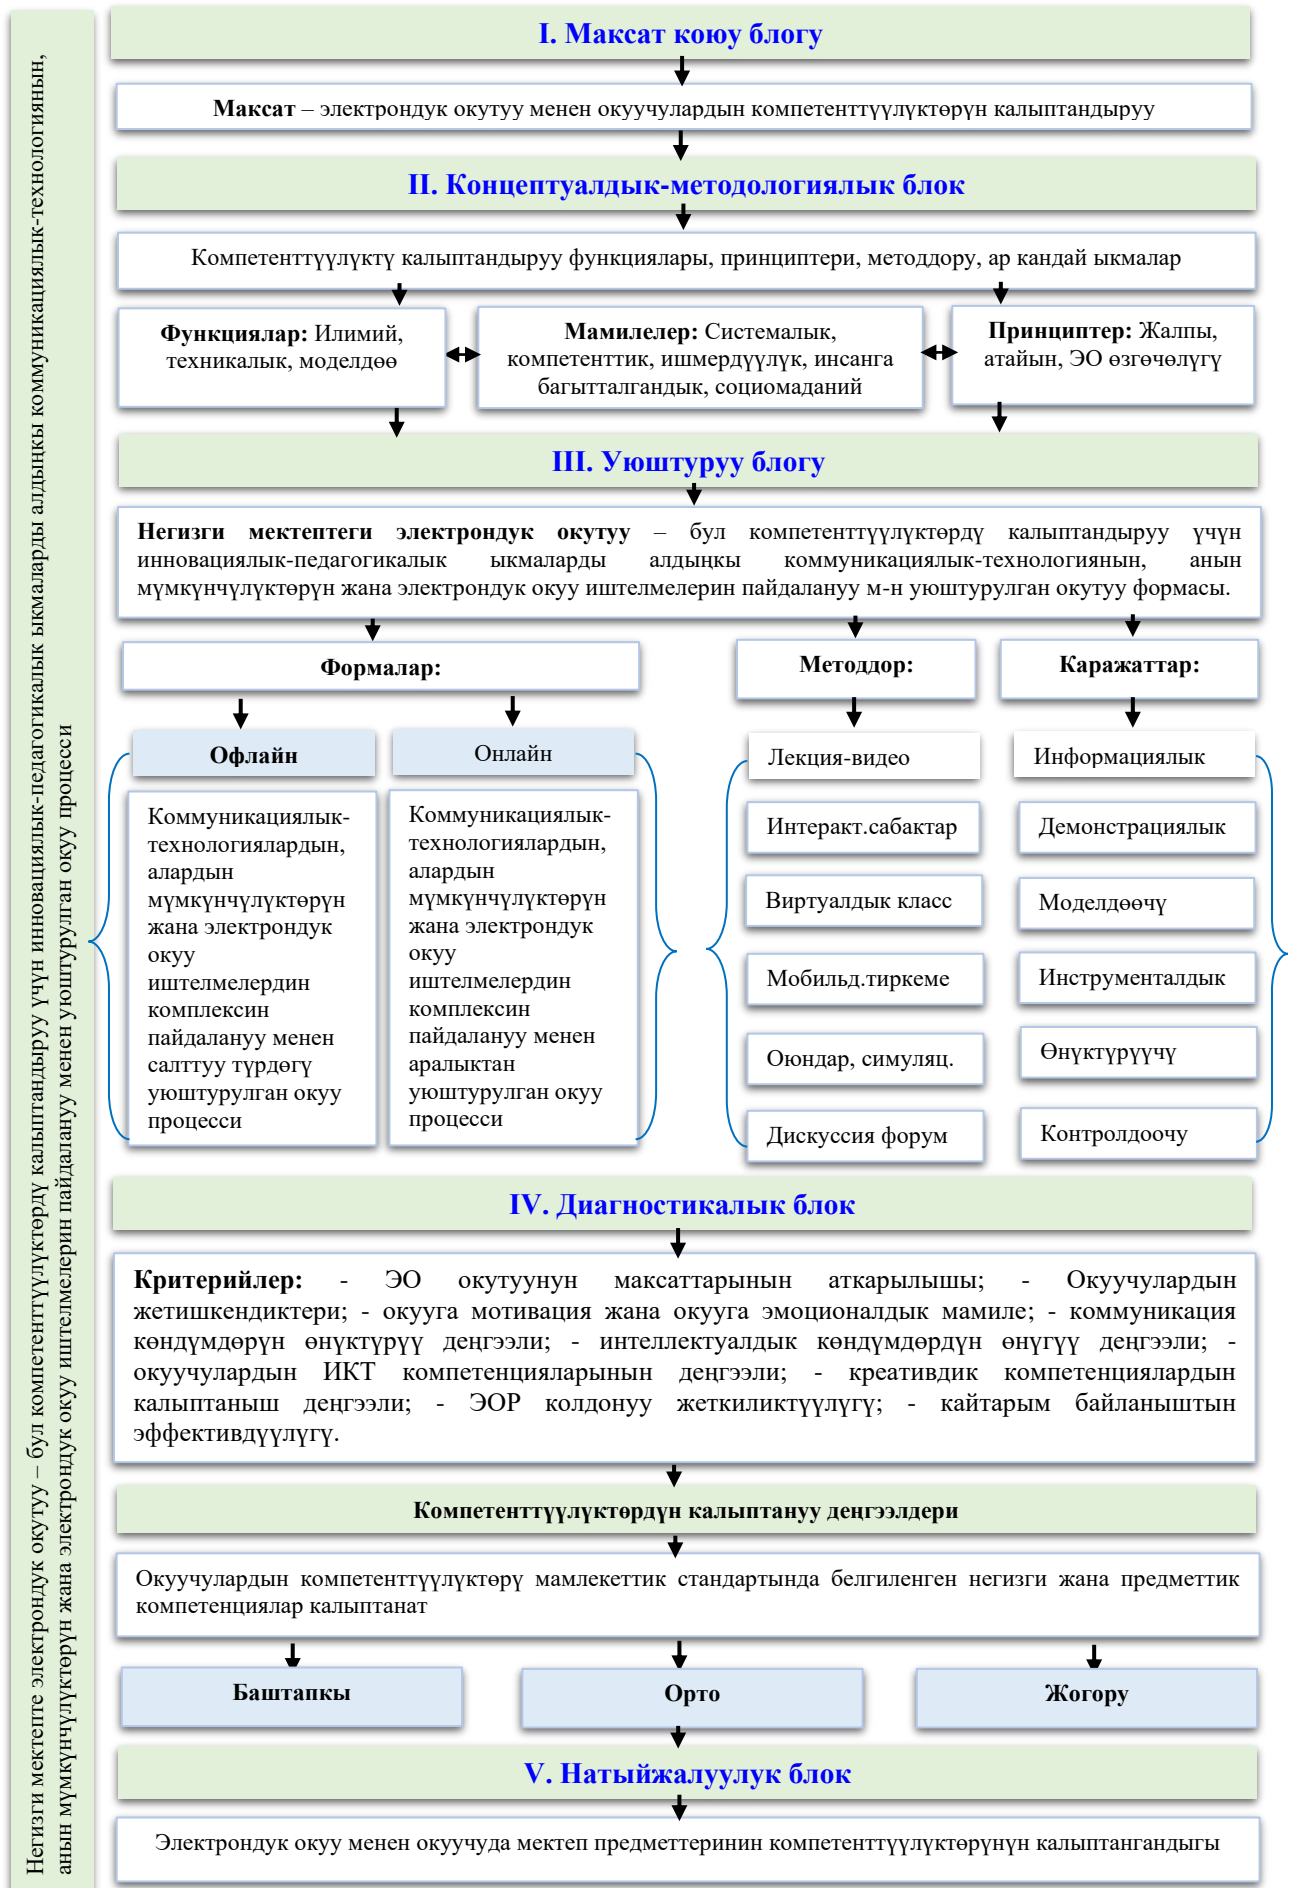 Негизги мектепте электрондук окутуу – бул компетенттүүлүктөрдү калыптандыруу үчүн инновациялык-педагогикалык ыкмаларды алдыңкы коммуникациялык-технологиянын,
анын мүмкүнчүлүктөрүн жана электрондук окуу иштелмелерин пайдалануу менен уюштурулган окуу процесси
I. Максат коюу блогу
Максат – электрондук окутуу менен окуучулардын компетенттүүлүктөрүн калыптандыруу
II. Концептуалдык-методологиялык блок
Компетенттүүлүктү калыптандыруу функциялары, принциптери, методдору, ар кандай ыкмалар
Функциялар: Илимий,
техникалык, моделдөө
Мамилелер: Системалык,
компетенттик, ишмердүүлүк, инсанга
багытталгандык, социомаданий
Принциптер: Жалпы,
атайын, ЭО өзгөчөлүгү
III. Уюштуруу блогу
Негизги мектептеги электрондук окутуу – бул компетенттүүлүктөрдү калыптандыруу үчүн
инновациялык-педагогикалык ыкмаларды алдыңкы коммуникациялык-технологиянын, анын
мүмкүнчүлүктөрүн жана электрондук окуу иштелмелерин пайдалануу м-н уюштурулган окутуу формасы.
Формалар:
Офлайн
Коммуникациялык-
технологиялардын,
алардын
мүмкүнчүлүктөрүн
жана электрондук
окуу
иштелмелердин
комплексин
пайдалануу менен
салттуу түрдөгү
уюштурулган окуу
процесси
Онлайн
Коммуникациялык-
технологиялардын,
алардын
мүмкүнчүлүктөрүн
жана электрондук
окуу
иштелмелердин
комплексин
пайдалануу менен
аралыктан
уюштурулган окуу
процесси
Методдор:
Лекция-видео
Интеракт.сабактар
Виртуалдык класс
Мобильд.тиркеме
Оюндар, симуляц.
Дискуссия форум
Каражаттар:
Информациялык
Демонстрациялык
Моделдөөчү
Инструменталдык
Өнүктүрүүчү
Контролдоочу
IV. Диагностикалык блок
Критерийлер: - ЭО окутуунун максаттарынын аткарылышы; - Окуучулардын
жетишкендиктери; - окууга мотивация жана окууга эмоционалдык мамиле; - коммуникация
көндүмдөрүн өнүктүрүү деңгээли; - интеллектуалдык көндүмдөрдүн өнүгүү деңгээли; -
окуучулардын ИКТ компетенцияларынын деңгээли; - креативдик компетенциялардын
калыптаныш деңгээли; - ЭОР колдонуу жеткиликтүүлүгү; - кайтарым байланыштын
эффективдүүлүгү.
Компетенттүүлүктөрдүн калыптануу деңгээлдери
Окуучулардын компетенттүүлүктөрү мамлекеттик стандартында белгиленген негизги жана предметтик
компетенциялар калыптанат
Баштапкы
Орто
Жогору
V. Натыйжалуулук блок
Электрондук окуу менен окуучуда мектеп предметтеринин компетенттүүлүктөрүнүн калыптангандыгы